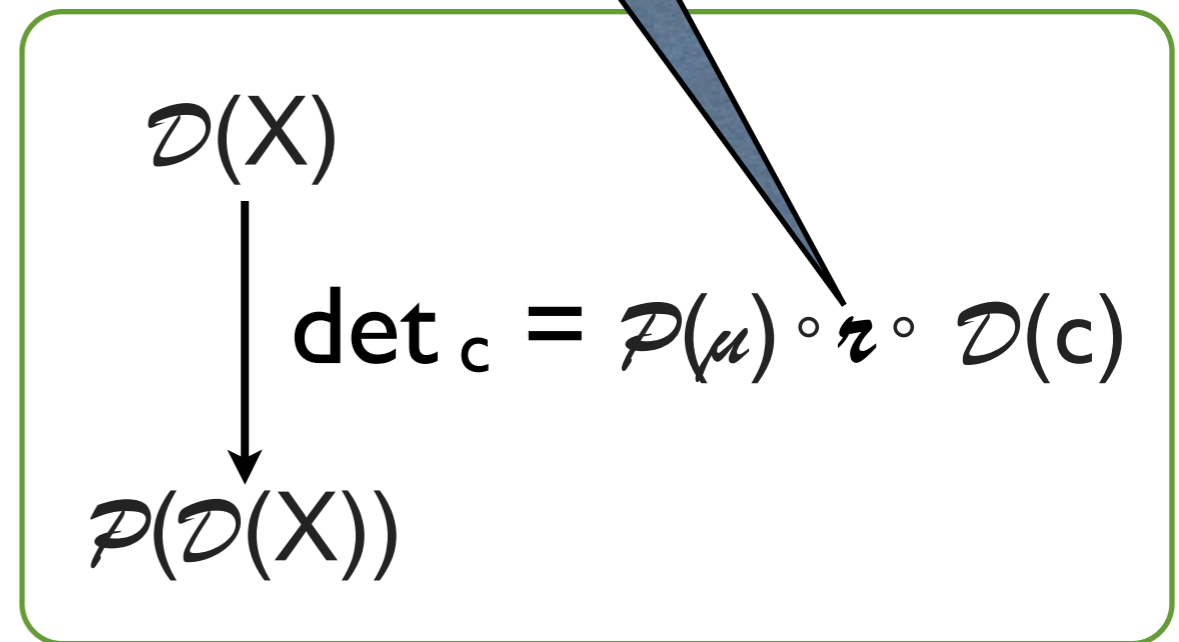 𝒟(X)
det c = 𝒫(μ) ∘ 𝓇 ∘ 𝒟(c)
𝒫(𝒟(X))